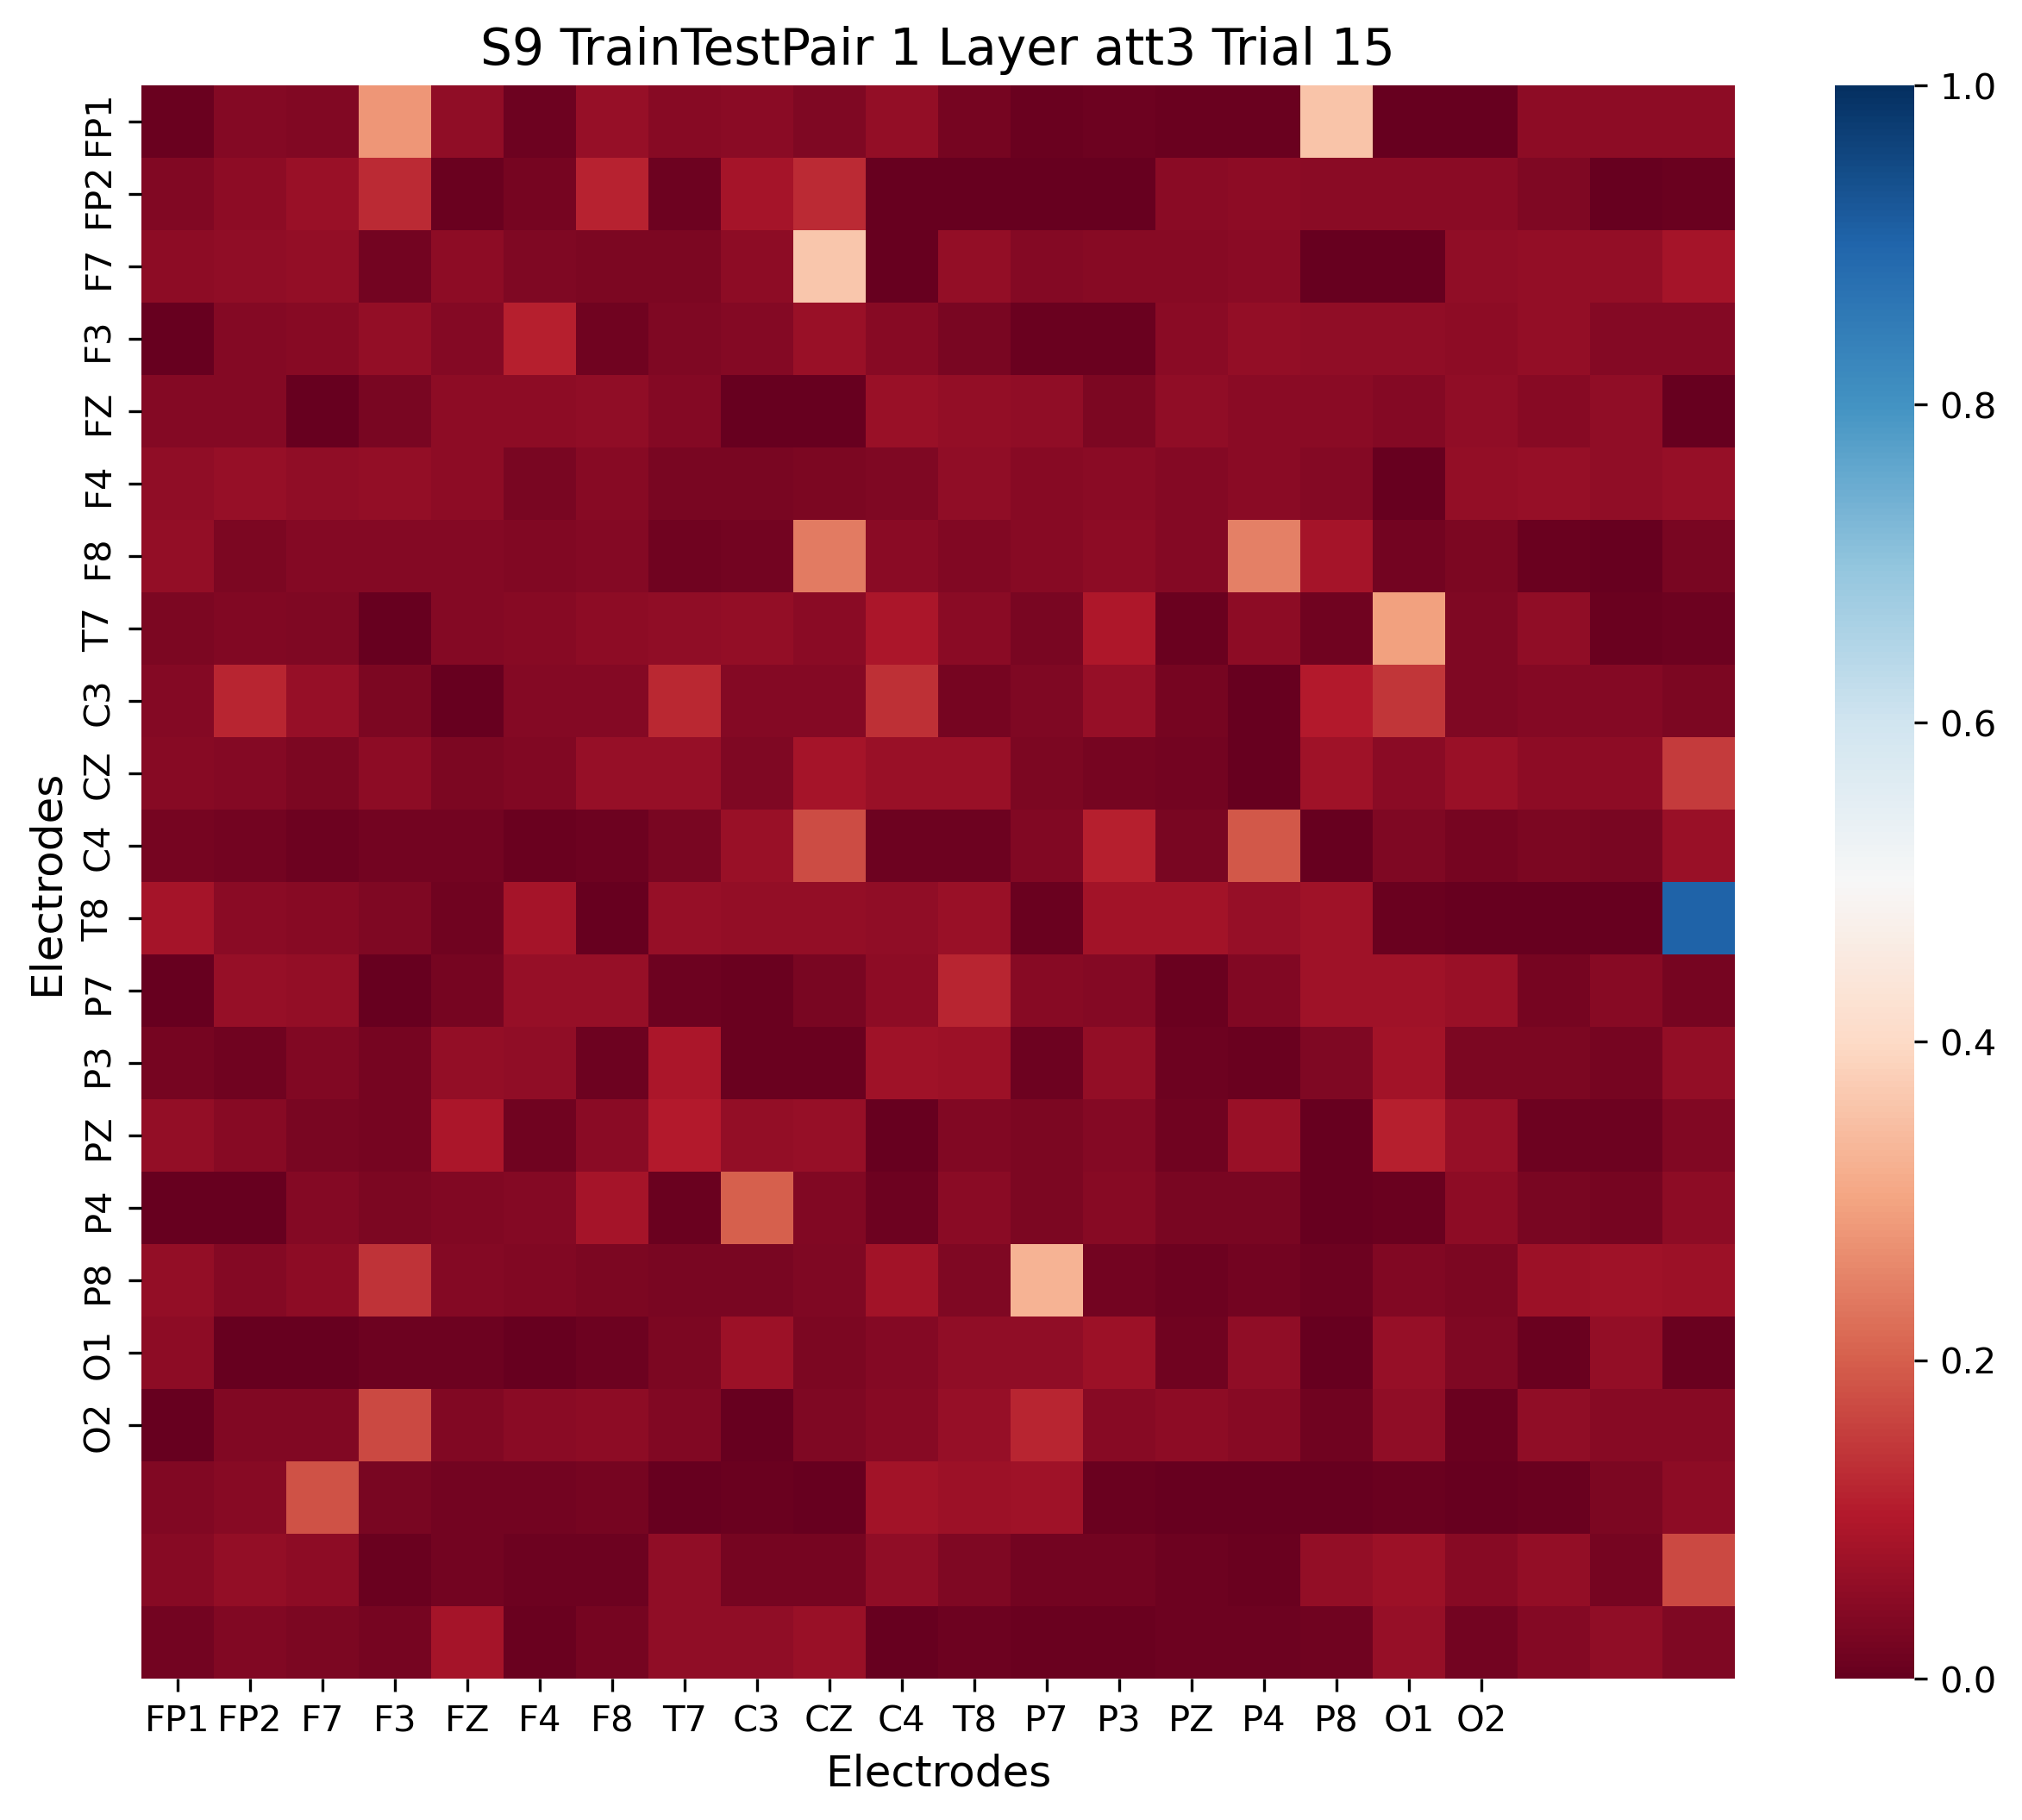 S9 TrainTestPair 1 Layer att3 Trial 15
Electrodes
FP1
FP2
F7
F3
FZ
F4
F8
T7
C3
CZ
C4
T8
P7
P3
PZ
P4
P8
O1
O2
FP1 FP2 F7 F3 FZ F4 F8 T7 C3 CZ C4 T8 P7 P3 PZ P4 P8 O1 O2
Electrodes
1.0
0.8
0.6
0.4
0.2
0.0